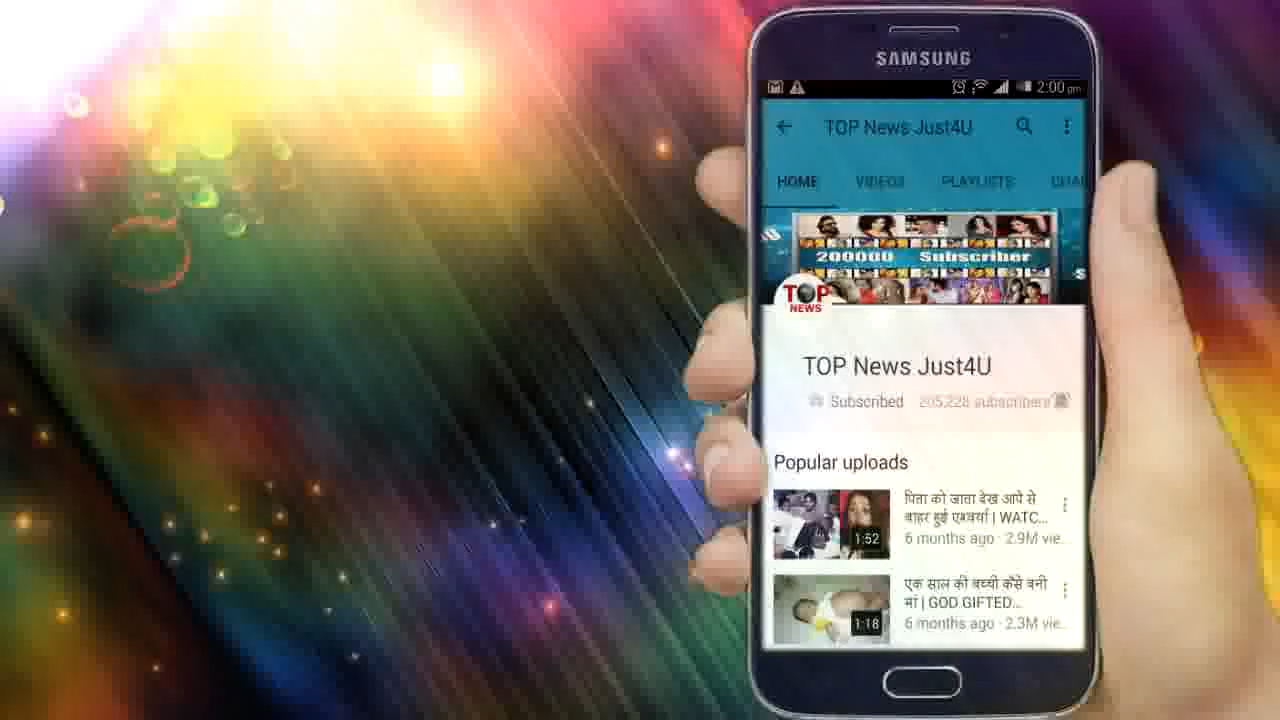 SAMSUNG
2:00 pm
TOP News Just4U
HOME VIDEOS PLAYLISTS CHA
200000 Subscriber
TOP
NEWS
TOP News Just4U
Subscribed 205,228 subscribers
Popular uploads
पिता को जाता देख आपे से
बाहर हुई एश्वर्या | WATC...
6 months ago · 2.9M vie...
1:52
एक साल की बच्ची कैसे बनी
मां | GOD GIFTED...
6 months ago · 2.3M vie...
1:18